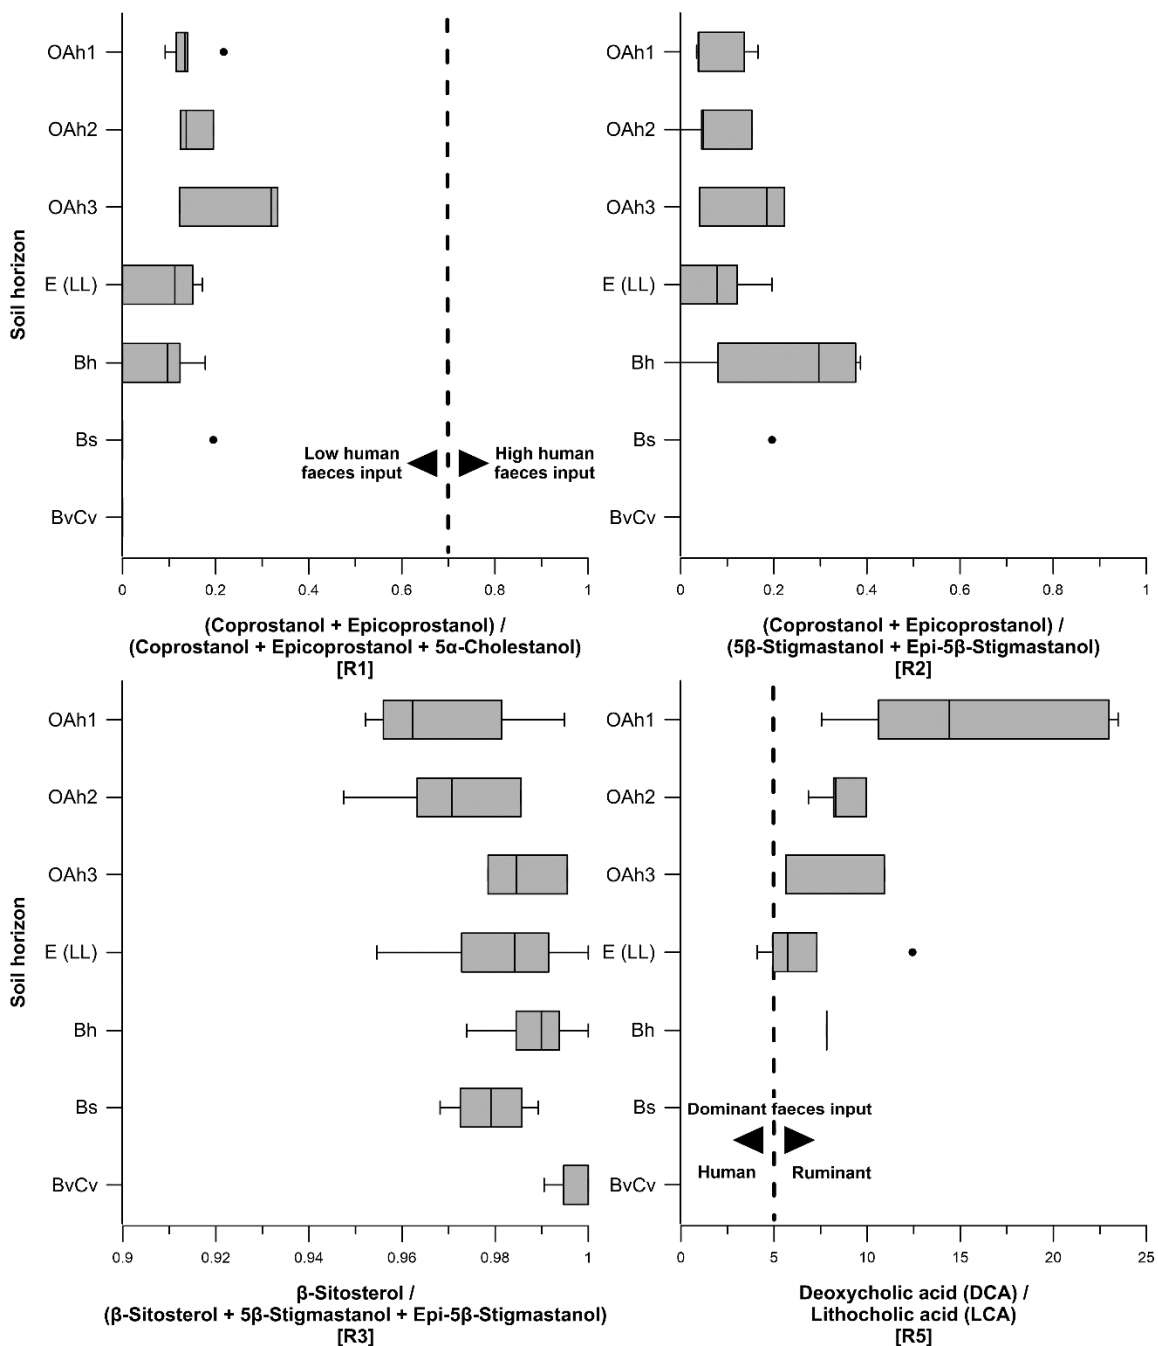 Soil horizon
OAh1
OAh2
OAh3
E (LL)
Bh
Bs
BvCv
Low human
faeces input
High human
faeces input
0
0.2
0.4
0.6
0.8
1
(Coprostanol + Epicoprostanol) /
(Coprostanol + Epicoprostanol + 5α-Cholestanol)
[R1]
OAh1
OAh2
OAh3
E (LL)
Bh
Bs
BvCv
0
0.2
0.4
0.6
0.8
1
(Coprostanol + Epicoprostanol) /
(5β-Stigmastanol + Epi-5β-Stigmastanol)
[R2]
Soil horizon
OAh1
OAh2
OAh3
E (LL)
Bh
Bs
BvCv
0.9
0.92
0.94
0.96
0.98
1
β-Sitosterol /
(β-Sitosterol + 5β-Stigmastanol + Epi-5β-Stigmastanol)
[R3]
OAh1
OAh2
OAh3
E (LL)
Bh
Bs
BvCv
Dominant faeces input
Human
Ruminant
0
5
10
15
20
25
Deoxycholic acid (DCA) /
Lithocholic acid (LCA)
[R5]